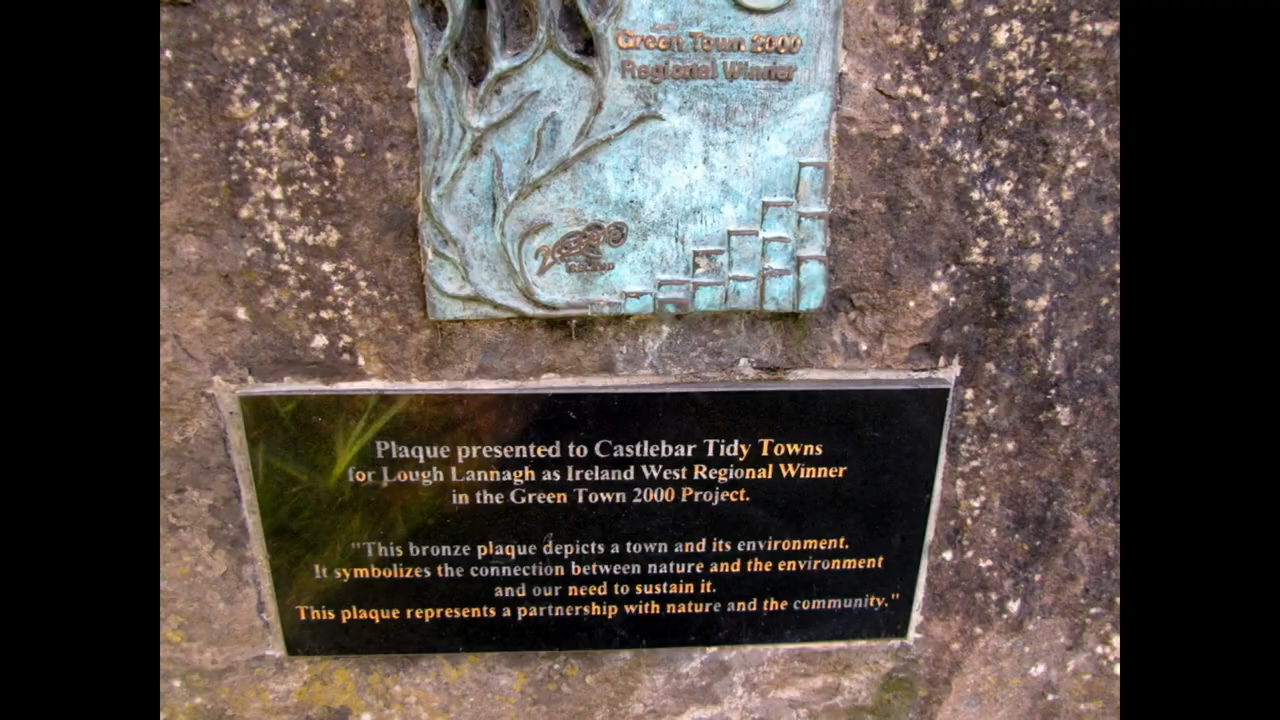 Green Town 2000
Regional Winner
Plaque presented to Castlebar Tidy Towns
for Lough Lannagh as Ireland West Regional Winner
in the Green Town 2000 Project.
"This bronze plaque depicts a town and its environment.
It symbolizes the connection between nature and the environment
and our need to sustain it.
This plaque represents a partnership with nature and the community."